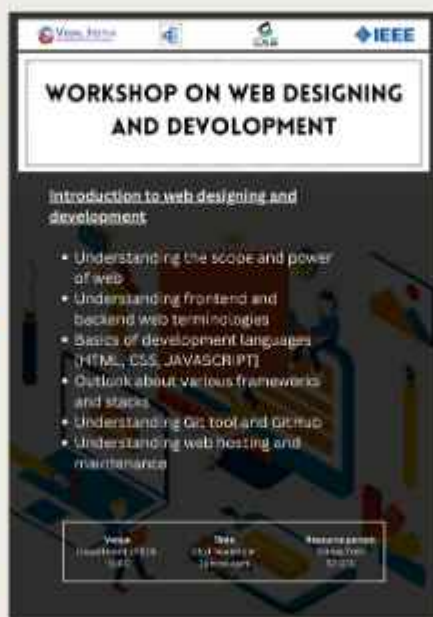 IEEE
WORKSHOP ON WEB DESIGNING
AND DEVOLOPMENT
Introduction to web designing and
development
• Understanding the scope and power
of web
• Understanding frontend and
backend web terminologies
• Basics of development languages
[HTML, CSS, JAVASCRIPT]
• Outlook about various frameworks
and stacks
• Understanding Git tool and GitHub
• Understanding web hosting and
maintenance
Venue
Resource person